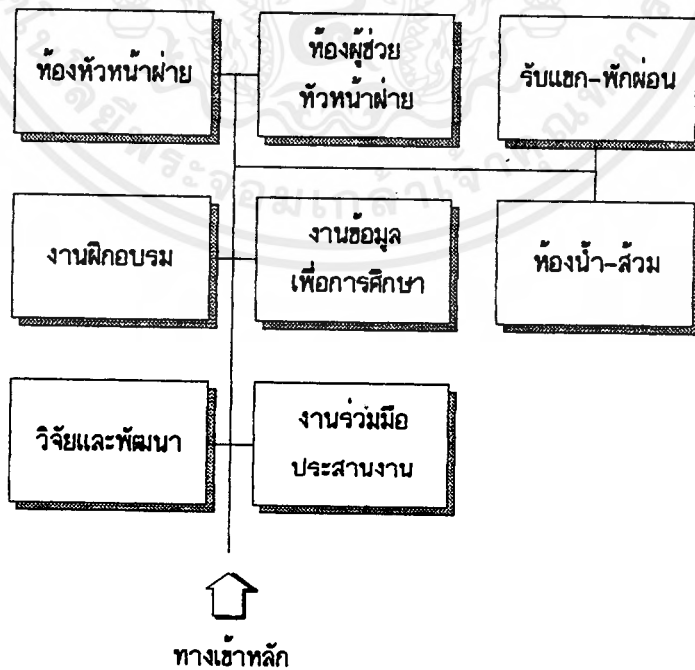 ห้องหัวหน้าฝ่าย
ห้องผู้ช่วย
หัวหน้าฝ่าย
รับแขก-พักผ่อน
งานฝึกอบรม
งานข้อมูล
เพื่อการศึกษา
ห้องน้ำ-ส้วม
วิจัยและพัฒนา
งานร่วมมือ
ประสานงาน
ทางเข้าหลัก